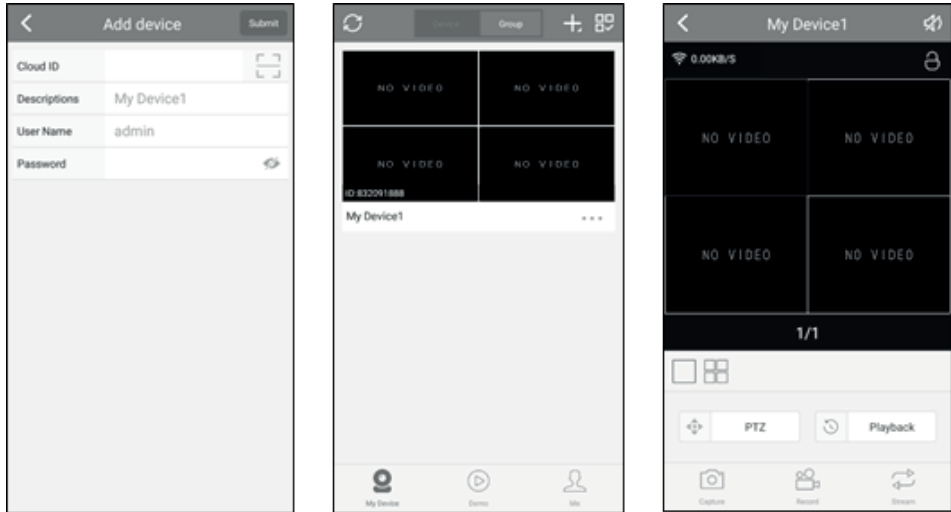 Add device
Submit
Cloud ID
Descriptions My Device1
User Name admin
Password
Device Group
NO VIDEO NO VIDEO
NO VIDEO NO VIDEO
ID:832091888
My Device1
My Device Demo Me
My Device1
0.00KB/S
NO VIDEO NO VIDEO
NO VIDEO NO VIDEO
1/1
PTZ Playback
Capture Record Stream